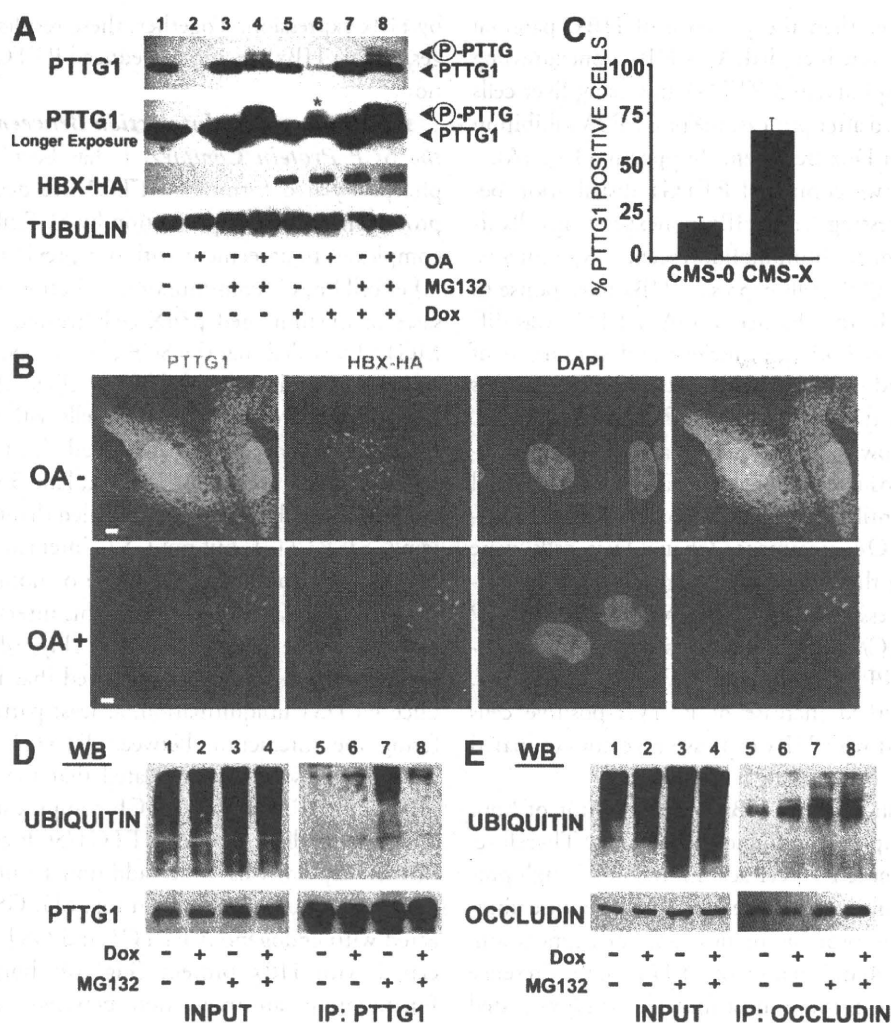 A
1 2 3 4 5 6 7 8
PTTG1
P-PTTG
PTTG1
PTTG1
Longer Exposure
*
P-PTTG
PTTG1
HBX-HA
TUBULIN
- + - + - + - + OA
- - + + - - + + MG132
- - - - + + + + Dox
C
% PTTG1 POSITIVE CELLS
100
75
50
25
0
CMS-0 CMS-X
B
PTTG1 HBX-HA DAPI
OA -
OA +
D
WB
1 2 3 4 5 6 7 8
UBIQUITIN
PTTG1
Dox - + - + - + - +
MG132 - - + + - - + +
INPUT IP: PTTG1
E
WB
1 2 3 4 5 6 7 8
UBIQUITIN
OCCLUDIN
Dox - + - + - + - +
MG132 - - + + - - + +
INPUT IP: OCCLUDIN